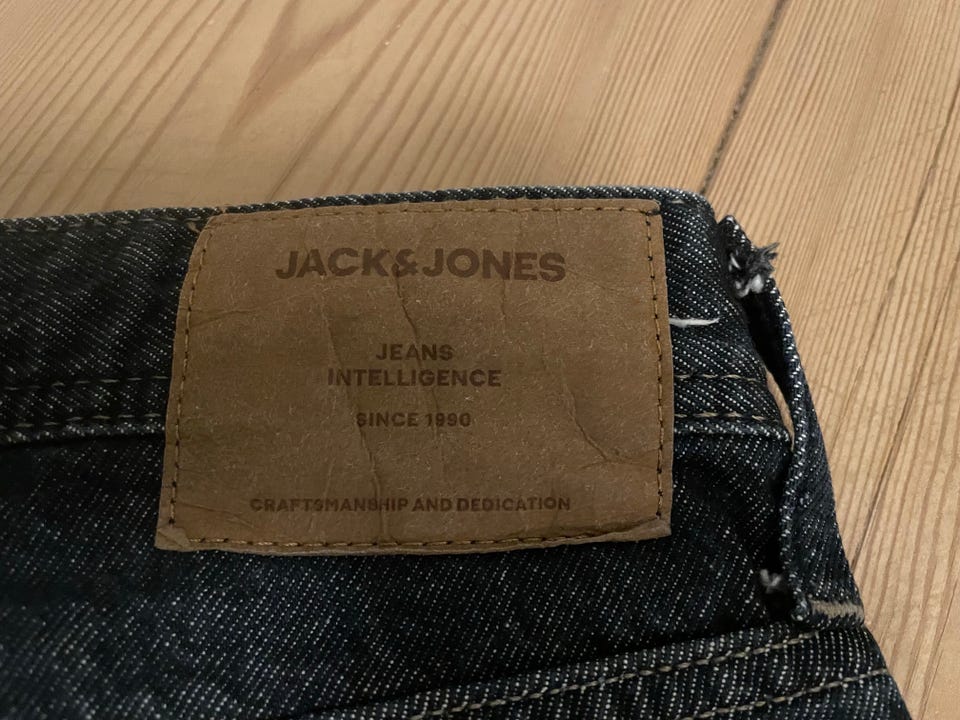 JACK&JONES
JEANS
INTELLIGENCE
SINCE 1990
CRAFTSMANSHIP AND DEDICATION